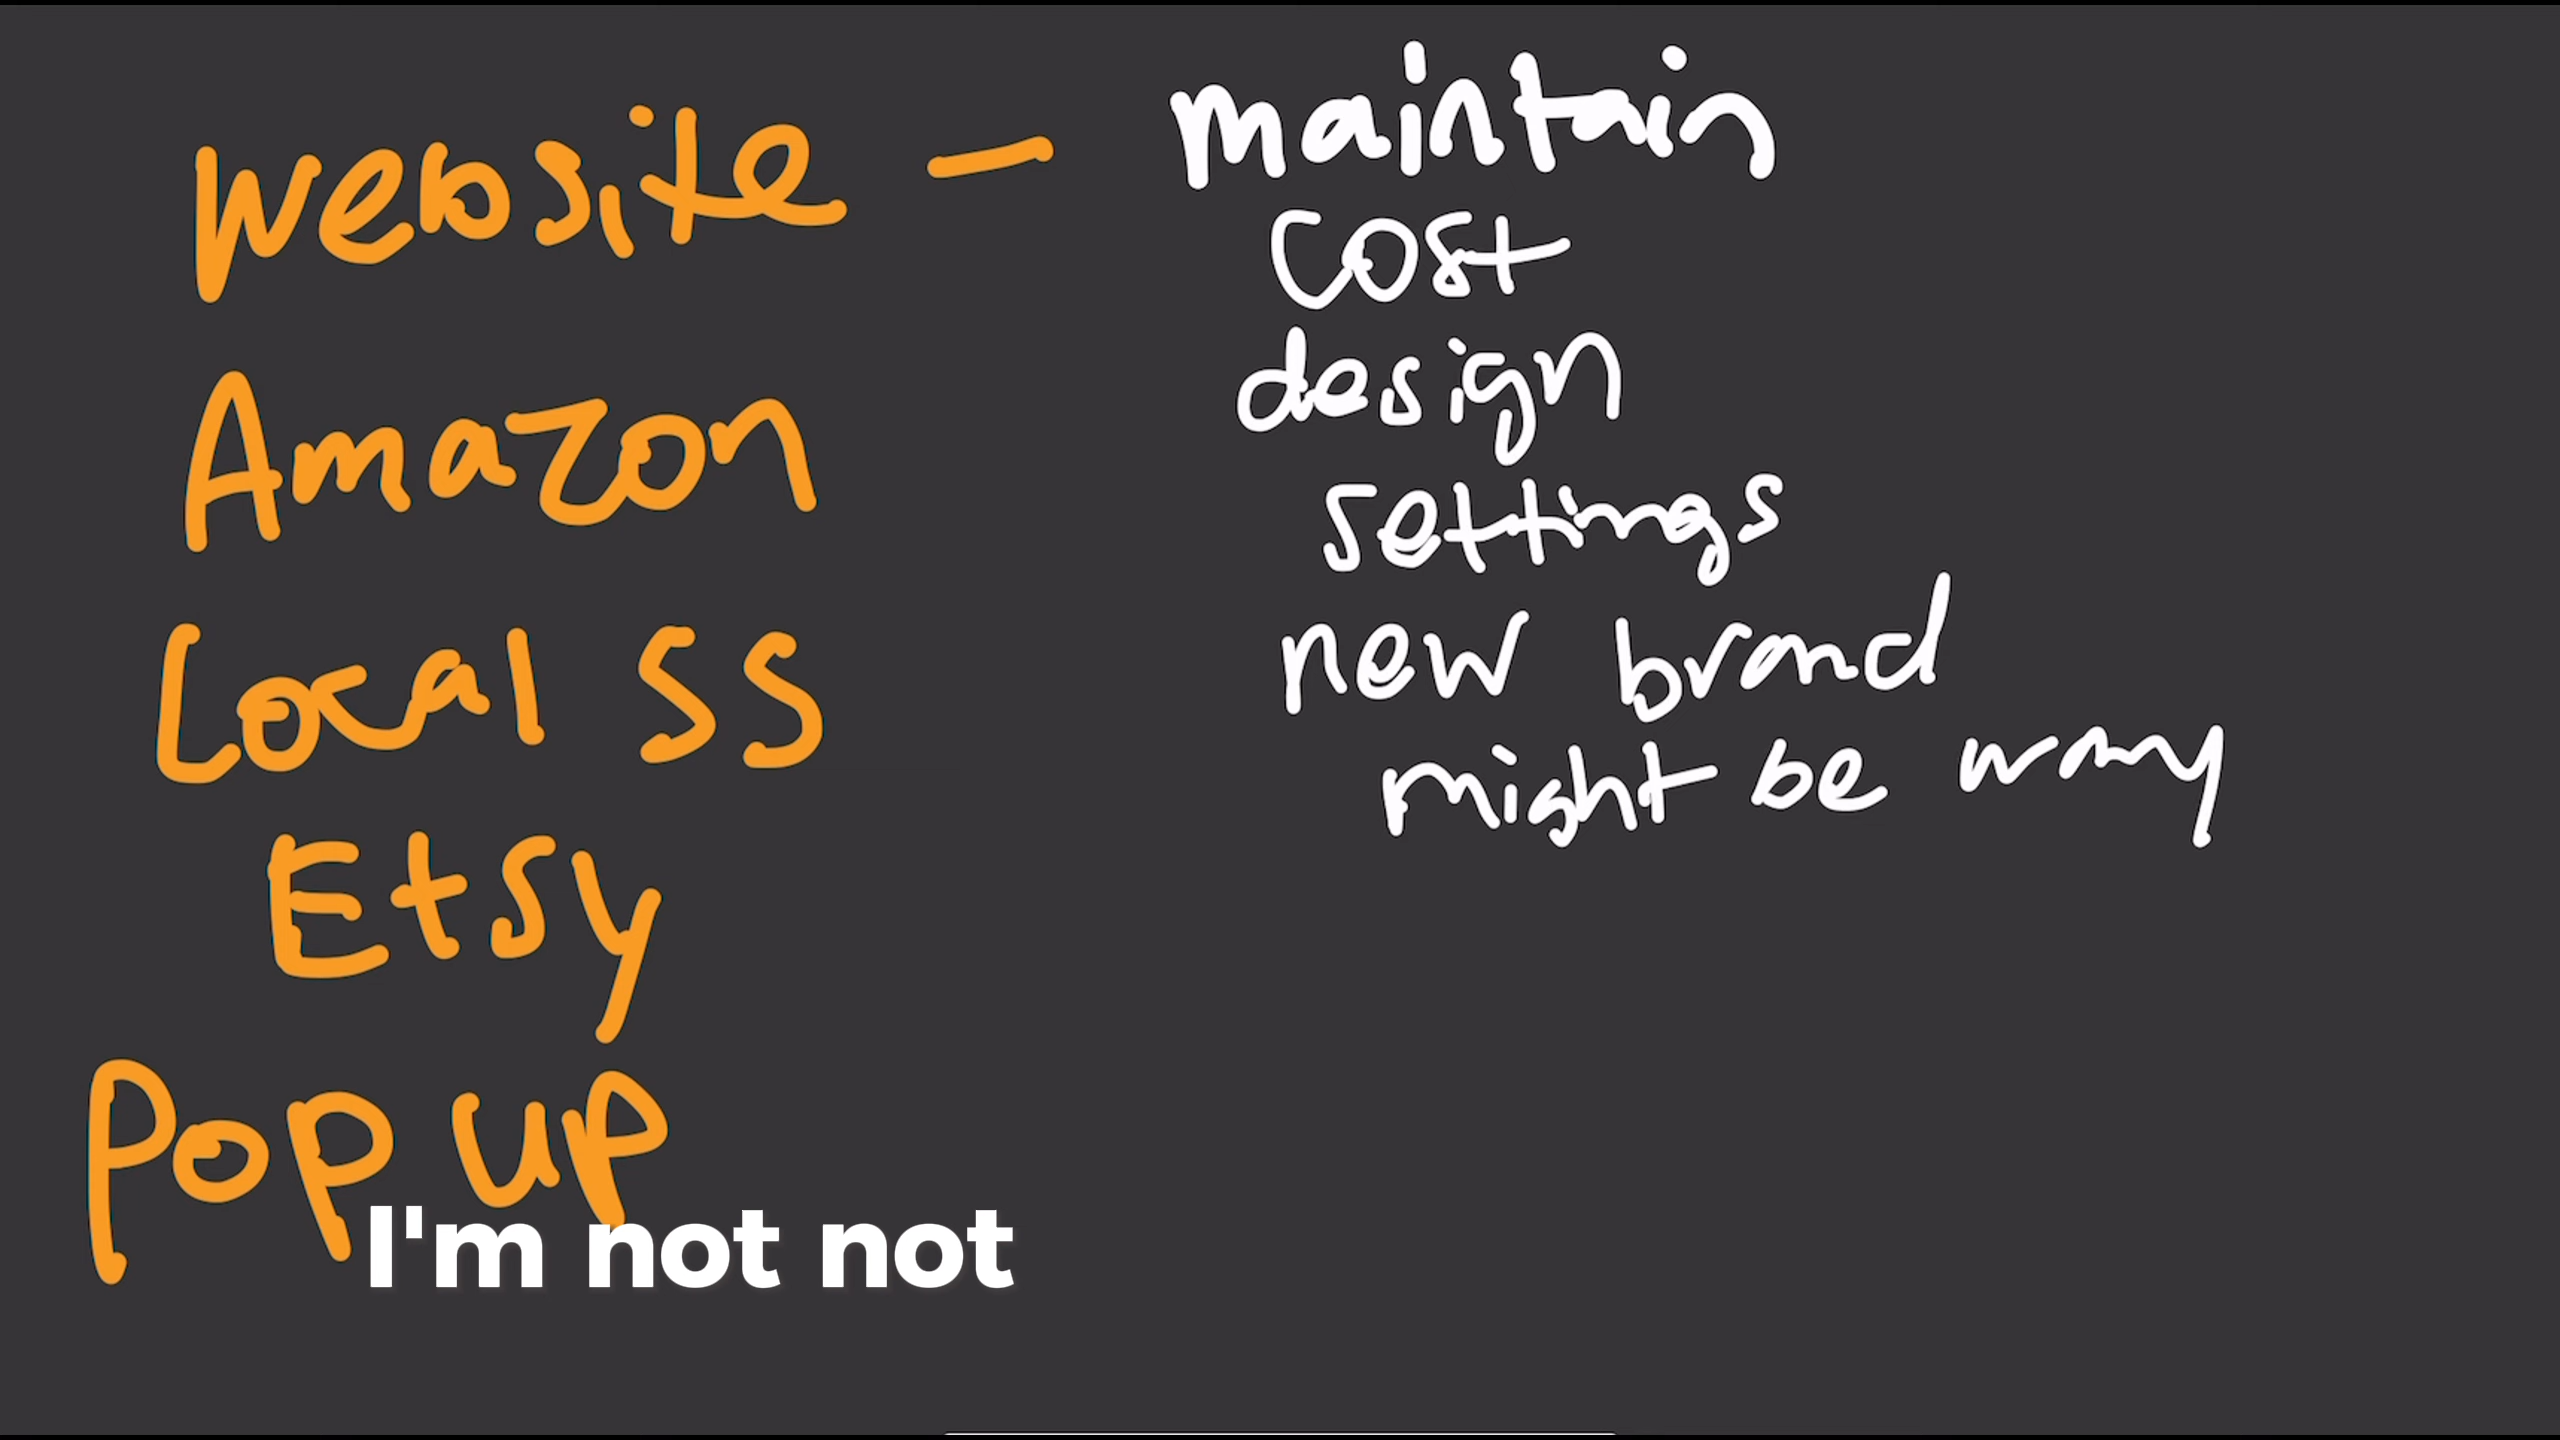 Website - maintain
cost
design
settings
new brand
might be wary
Amazon
Local SS
Etsy
Pop up
I'm not not